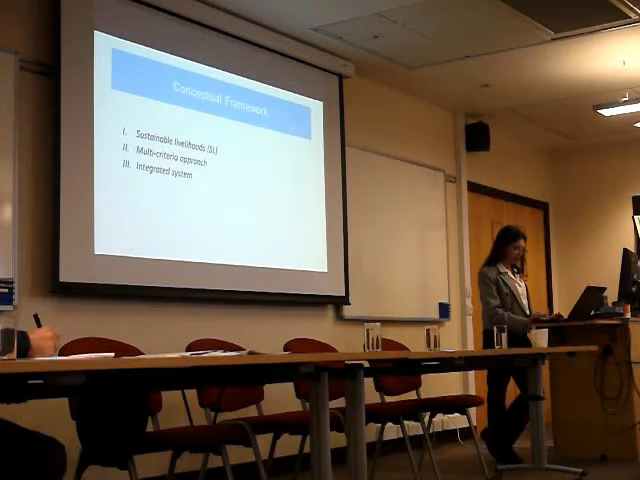 Conceptual Framework
I. Sustainable livelihoods (SL)
II. Multi-criteria approach
III. Integrated system